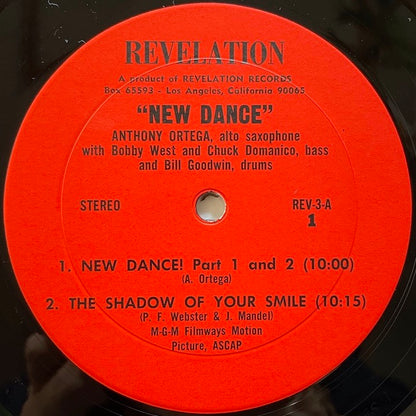 REVELATION
A product of REVELATION RECORDS
Box 65593 - Los Angeles, California 90065
"NEW DANCE"
ANTHONY ORTEGA, alto saxophone
with Bobby West and Chuck Domanico, bass
and Bill Goodwin, drums
STEREO
REV-3-A
1
1. NEW DANCE! Part 1 and 2 (10:00)
(A. Ortega)
2. THE SHADOW OF YOUR SMILE (10:15)
(P. F. Webster & J. Mandel)
M-G-M Filmways Motion
Picture, ASCAP